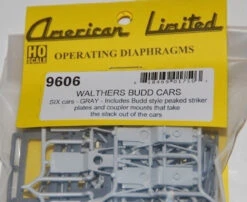 American Limited
HO
SCALE
OPERATING DIAPHRAGMS
9606
WALTHERS BUDD CARS
SIX cars - GRAY - Includes Budd style peaked striker
plates and coupler mounts that take
the slack out of the cars